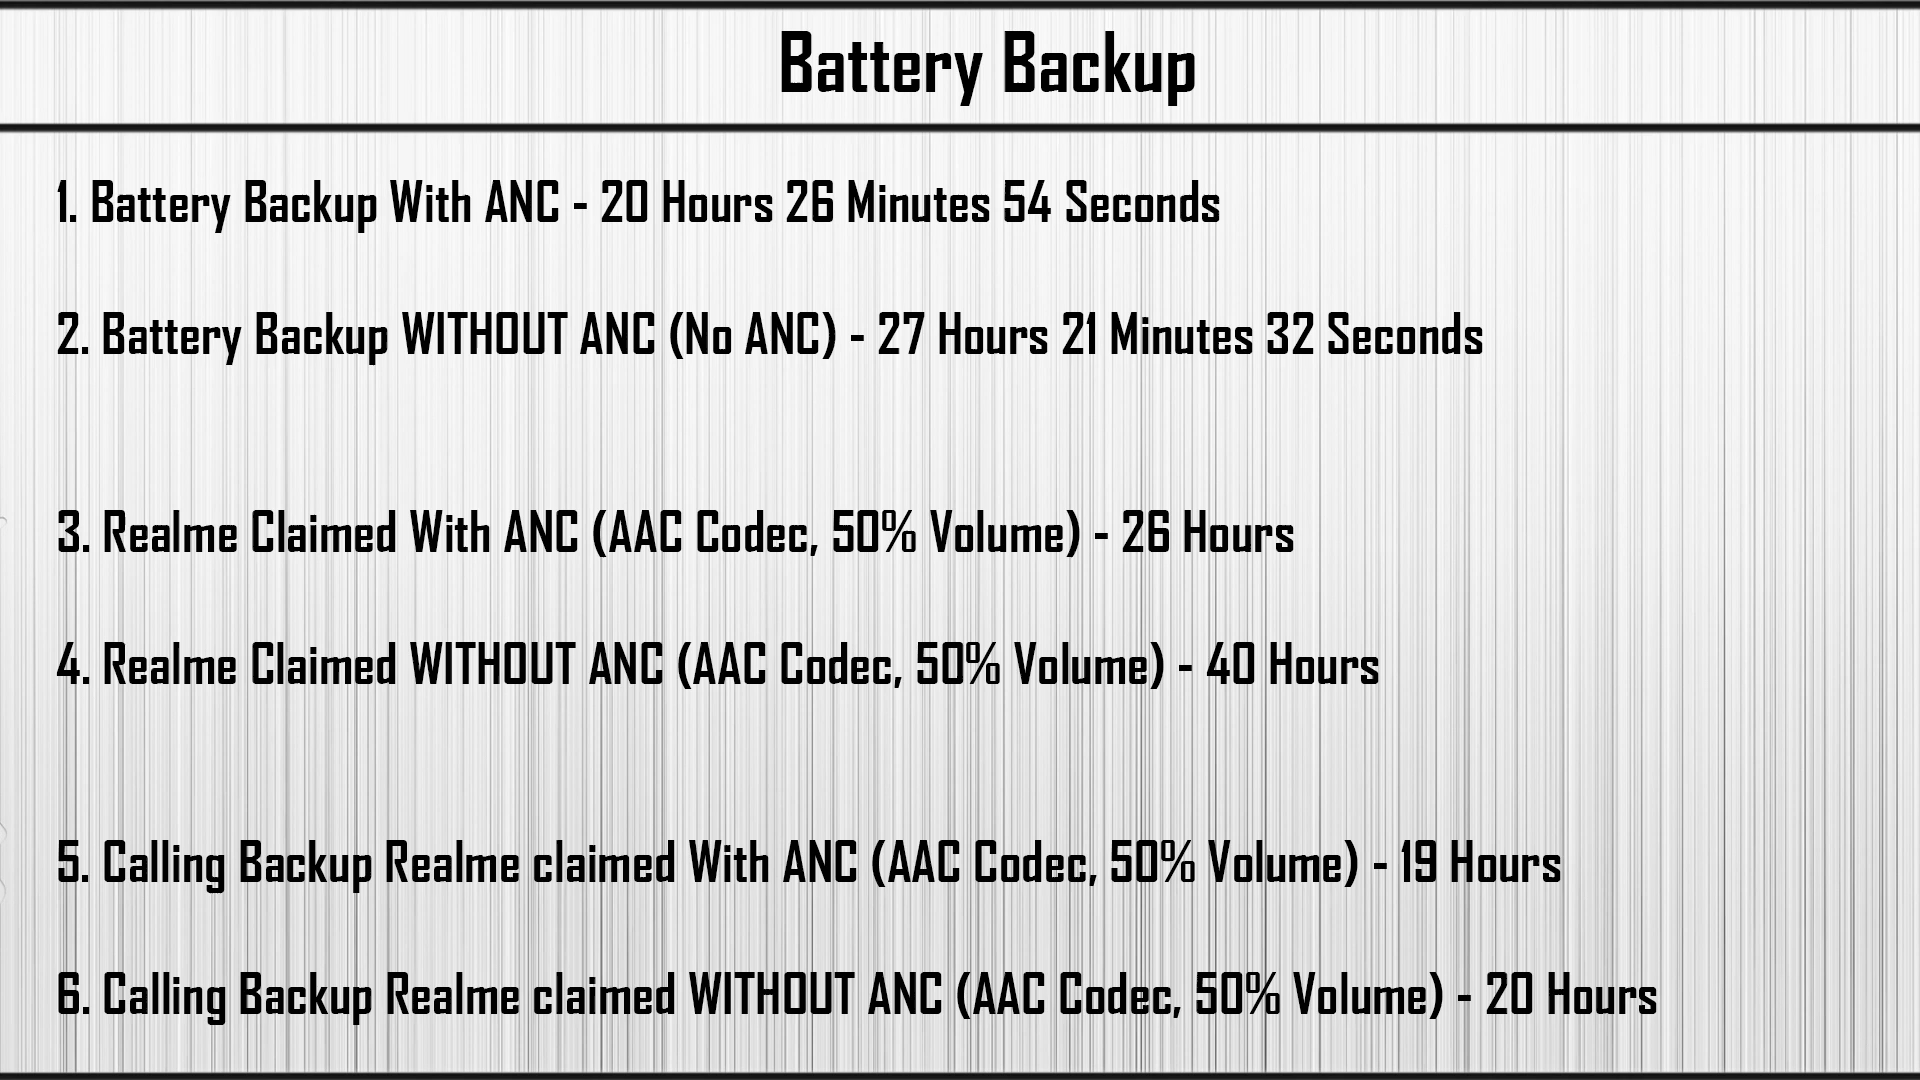 Battery Backup
1. Battery Backup With ANC - 20 Hours 26 Minutes 54 Seconds
2. Battery Backup WITHOUT ANC (No ANC) - 27 Hours 21 Minutes 32 Seconds
3. Realme Claimed With ANC (AAC Codec, 50% Volume) - 26 Hours
4. Realme Claimed WITHOUT ANC (AAC Codec, 50% Volume) - 40 Hours
5. Calling Backup Realme claimed With ANC (AAC Codec, 50% Volume) - 19 Hours
6. Calling Backup Realme claimed WITHOUT ANC (AAC Codec, 50% Volume) - 20 Hours